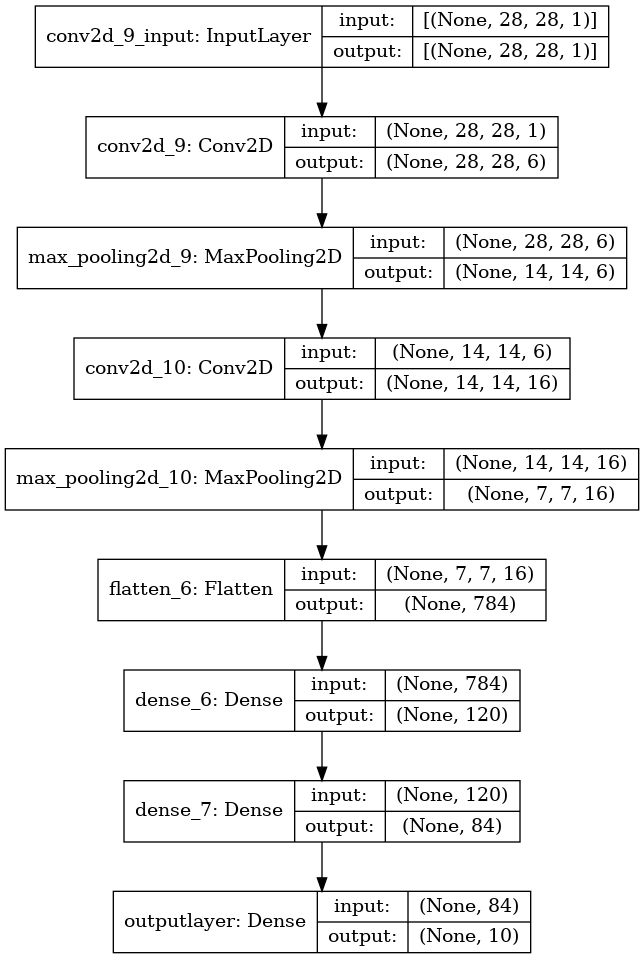 conv2d_9_input: InputLayer
input: [(None, 28, 28, 1)]
output: [(None, 28, 28, 1)]
conv2d_9: Conv2D
input: (None, 28, 28, 1)
output: (None, 28, 28, 6)
max_pooling2d_9: MaxPooling2D
input: (None, 28, 28, 6)
output: (None, 14, 14, 6)
conv2d_10: Conv2D
input: (None, 14, 14, 6)
output: (None, 14, 14, 16)
max_pooling2d_10: MaxPooling2D
input: (None, 14, 14, 16)
output: (None, 7, 7, 16)
flatten_6: Flatten
input: (None, 7, 7, 16)
output: (None, 784)
dense_6: Dense
input: (None, 784)
output: (None, 120)
dense_7: Dense
input: (None, 120)
output: (None, 84)
outputlayer: Dense
input: (None, 84)
output: (None, 10)